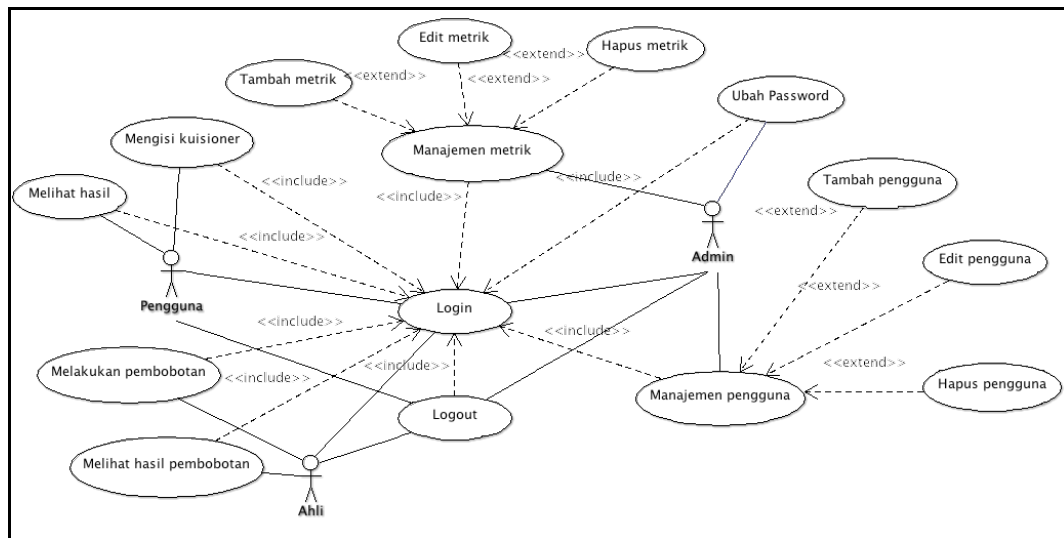 Edit metrik
Hapus metrik
<<extend>>
Tambah metrik
<<extend>>
<<extend>>
Ubah Password
Mengisi kuisioner
Manajemen metrik
Melihat hasil
<<include>>
<<include>>
<<include>>
Tambah pengguna
<<extend>>
<<include>>
Admin
Edit pengguna
Pengguna
Login
<<extend>>
<<include>>
<<include>>
Melakukan pembobotan
<<include>>
<<include>>
<<extend>>
Manajemen pengguna
Hapus pengguna
Logout
Melihat hasil pembobotan
Ahli